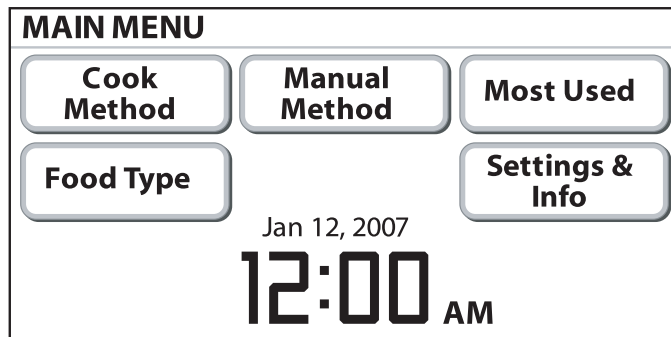 MAIN MENU
Cook
Method
Manual
Method
Most Used
Food Type
Settings &
Info
Jan 12, 2007
12:00 AM